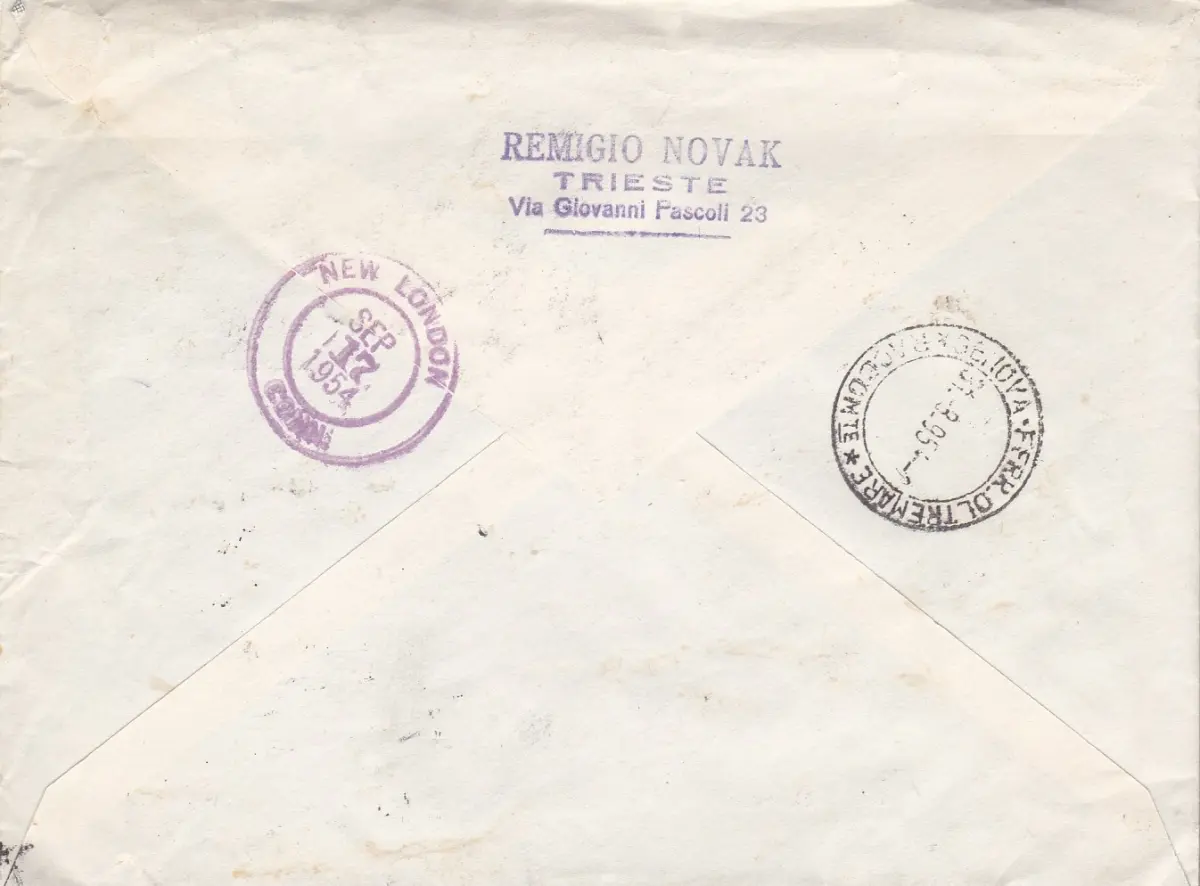 REMIGIO NOVAK
TRIESTE
Via Giovanni Pascoli 23
NEW LONDON
SEP
17
1954
CONN.
GENOVA • FERR. OLTREMARE * RACCOM TE *